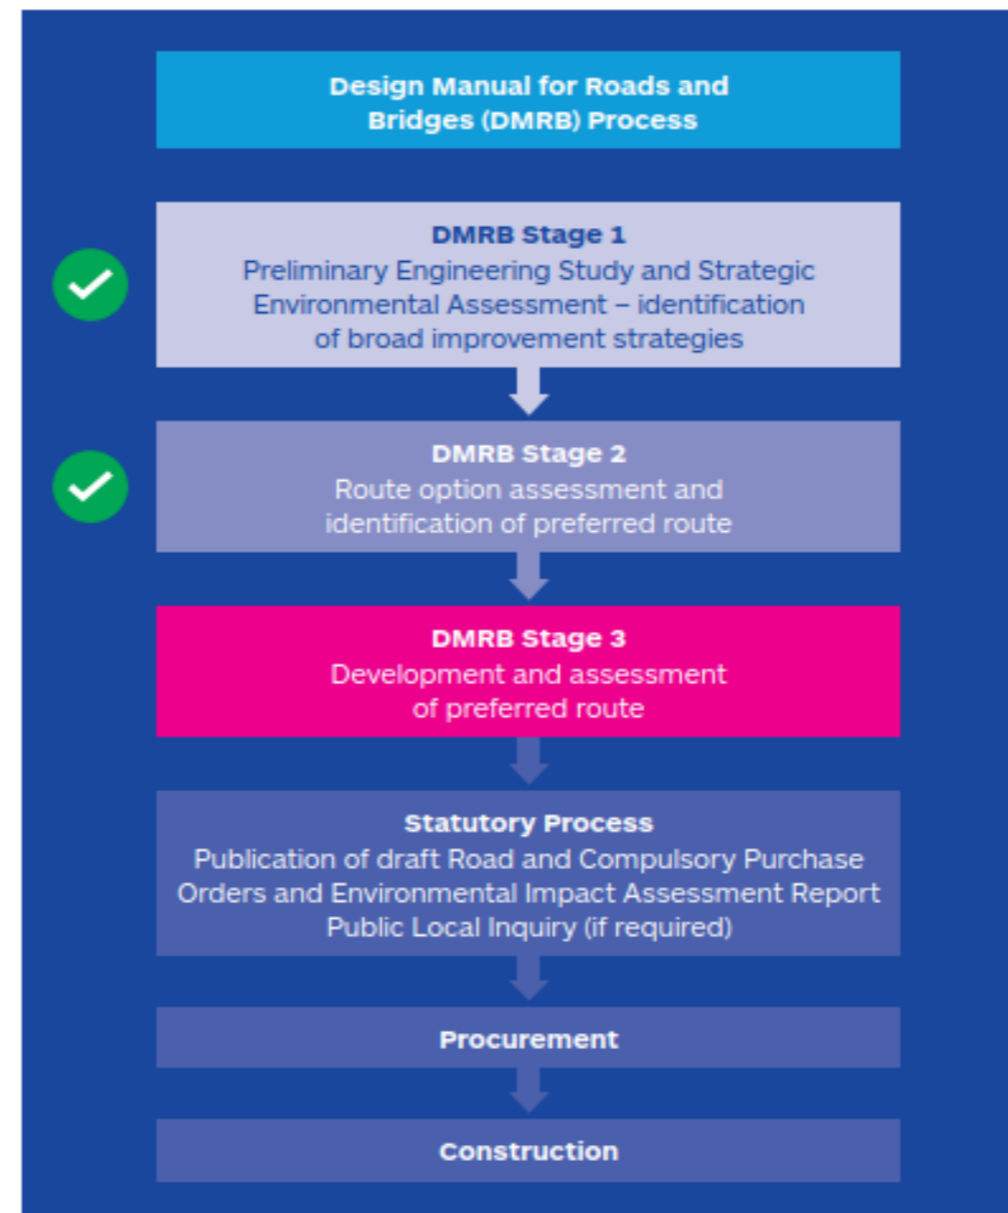 Design Manual for Roads and
Bridges (DMRB) Process
DMRB Stage 1
Preliminary Engineering Study and Strategic
Environmental Assessment – identification
of broad improvement strategies
DMRB Stage 2
Route option assessment and
identification of preferred route
DMRB Stage 3
Development and assessment
of preferred route
Statutory Process
Publication of draft Road and Compulsory Purchase
Orders and Environmental Impact Assessment Report
Public Local Inquiry (if required)
Procurement
Construction